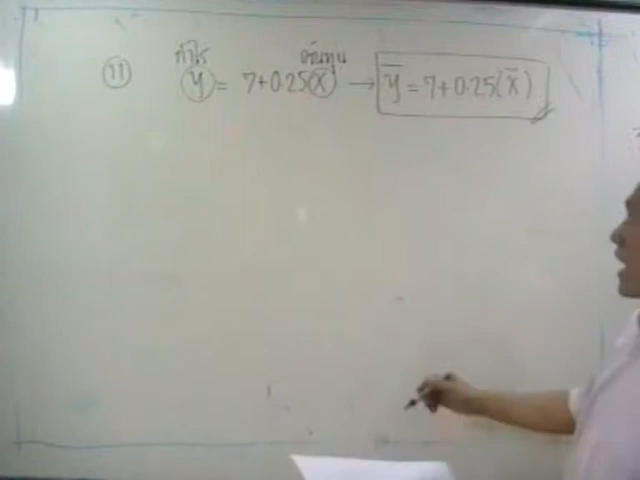 กำไร ต้นทุน
11 y = 7+0.25(x) → ȳ = 7+0.25(x̄)